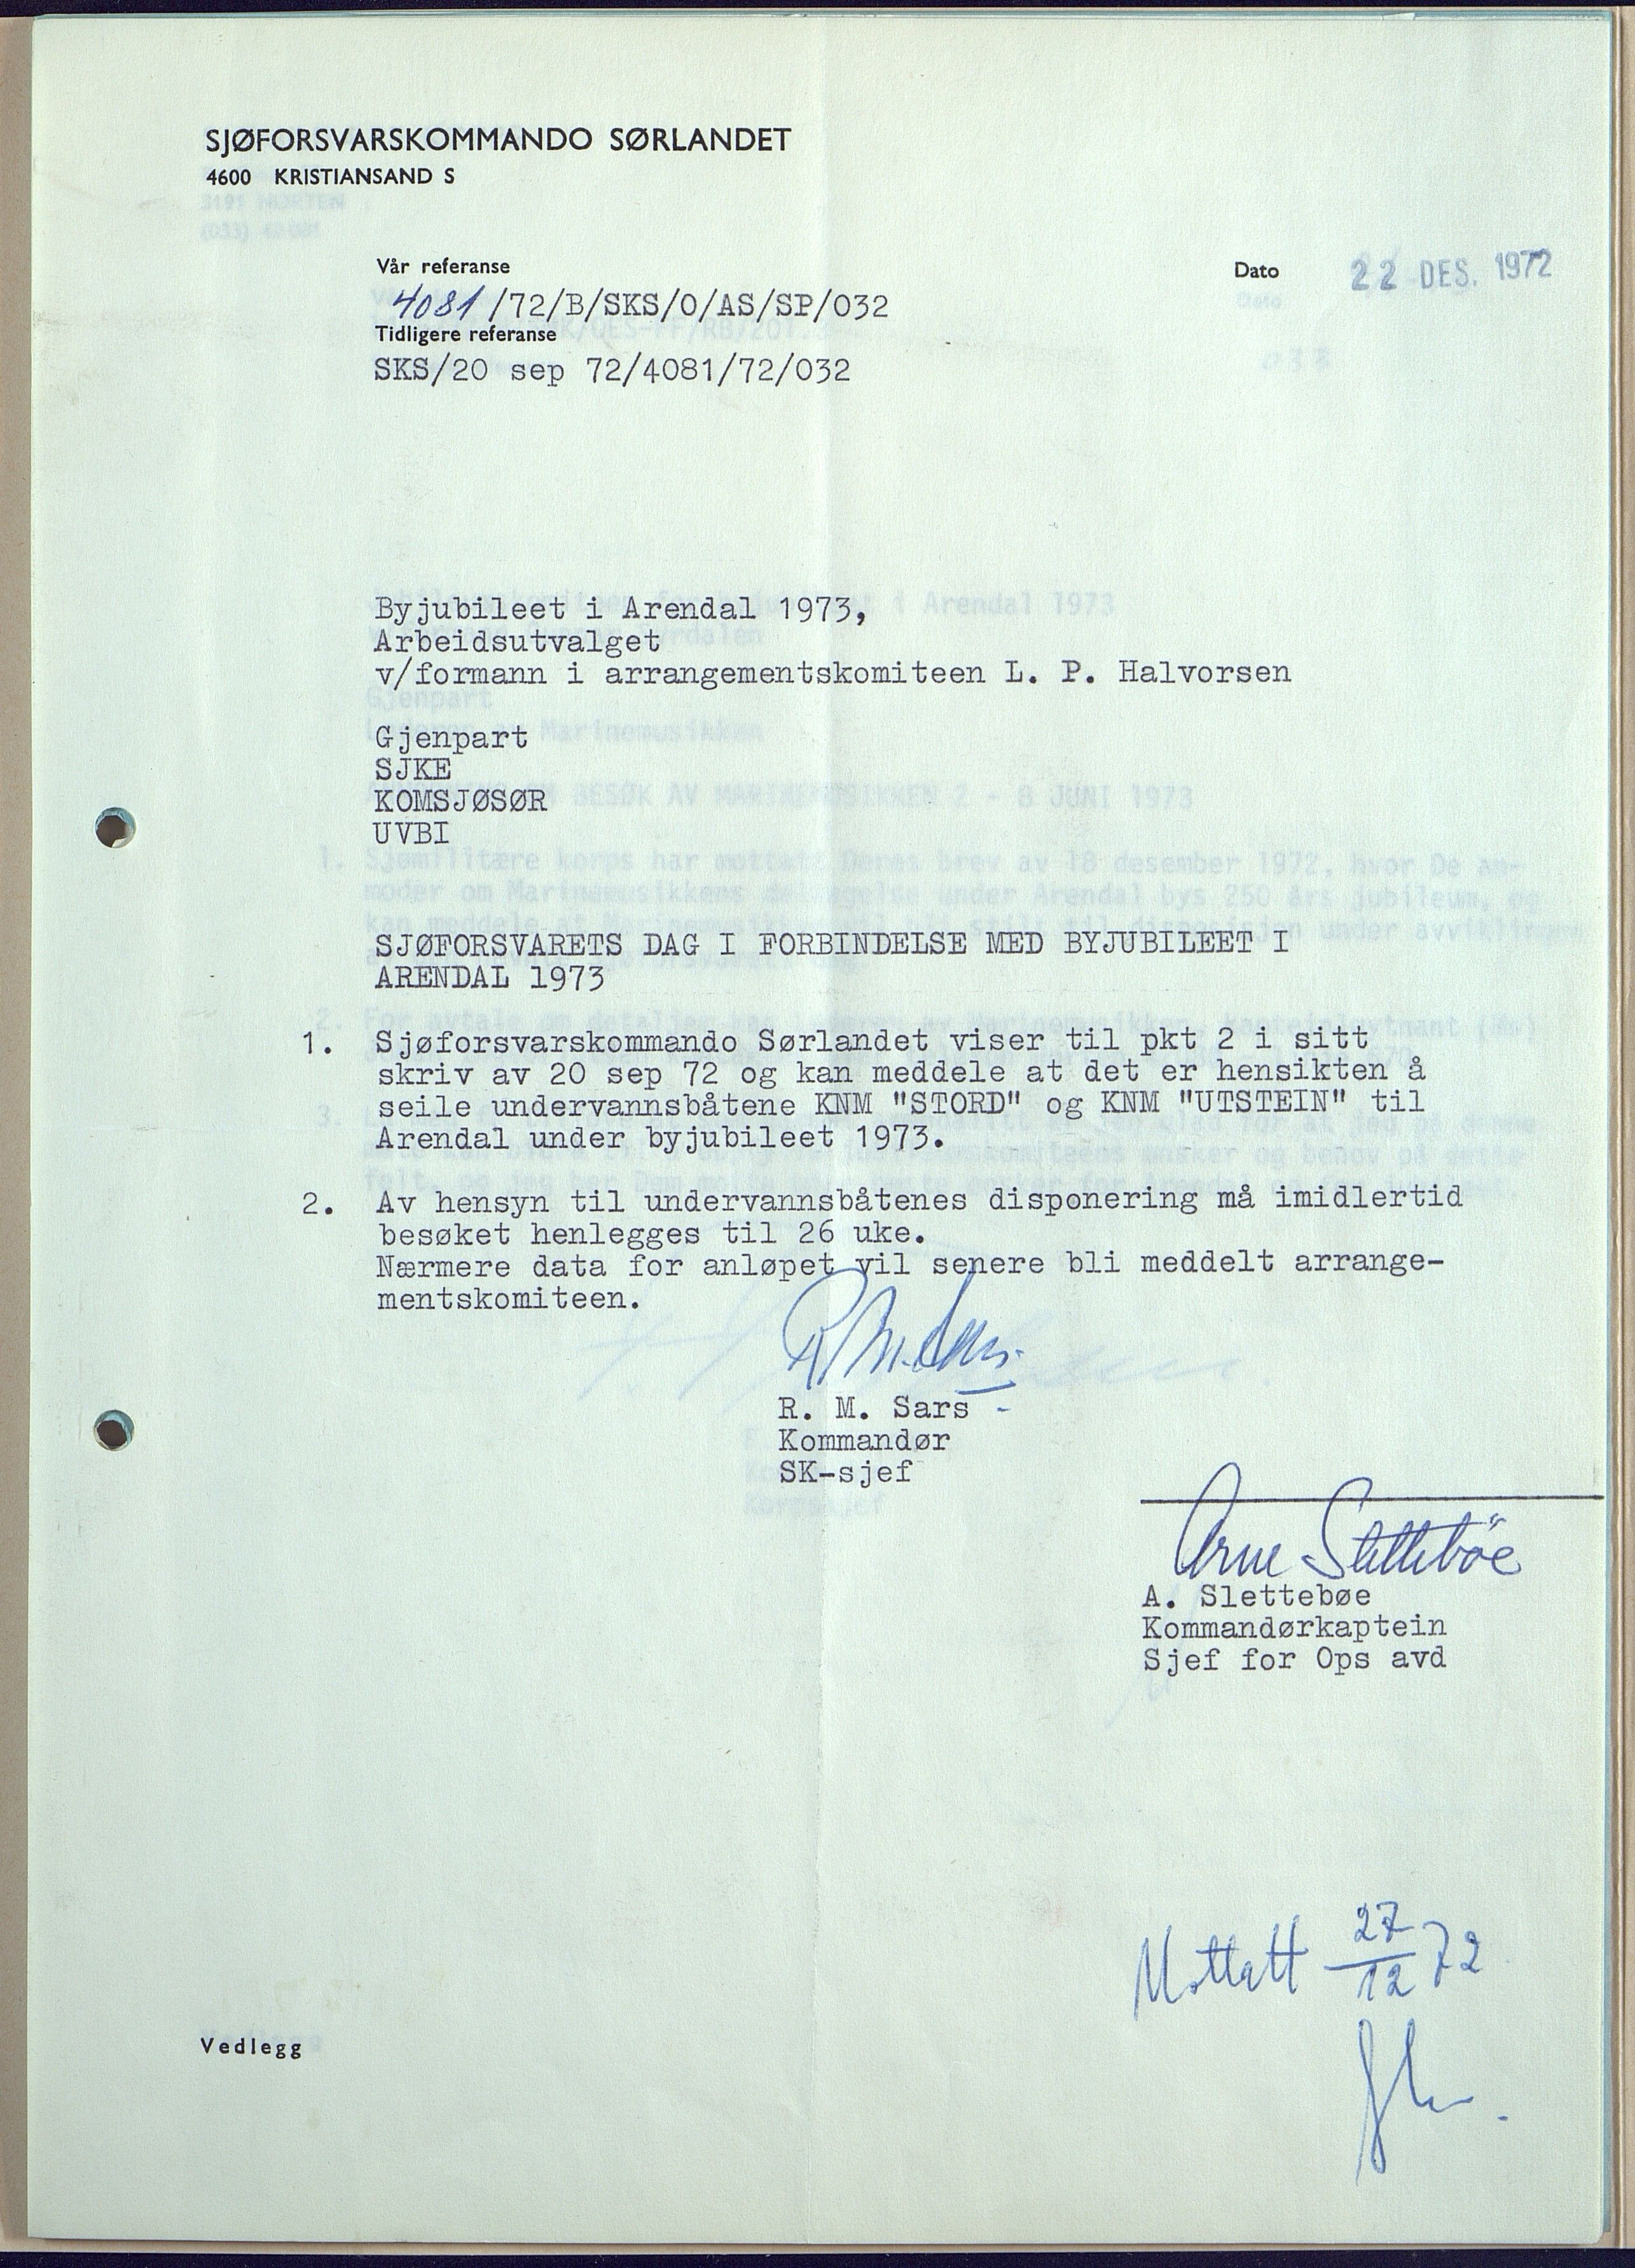 SJØFORSVARSKOMMANDO SØRLANDET
4600 KRISTIANSAND S
Vår referanse
Dato 22 DES. 1972
4081/72/B/SKS/O/AS/SP/032
Tidligere referanse
SKS/20 sep 72/4081/72/032
Byjubileet i Arendal 1973,
Arbeidsutvalget
v/formann i arrangementskomiteen L. P. Halvorsen
Gjenpart
SJKE
KOMSJØSØR
UVBI
SJØFORSVARETS DAG I FORBINDELSE MED BYJUBILEET I
ARENDAL 1973
1. Sjøforsvarskommando Sørlandet viser til pkt 2 i sitt
skriv av 20 sep 72 og kan meddele at det er hensikten å
seile undervannsbåtene KNM "STORD" og KNM "UTSTEIN" til
Arendal under byjubileet 1973.
2. Av hensyn til undervannsbåtenes disponering må imidlertid
besøket henlegges til 26 uke.
Nærmere data for anløpet vil senere bli meddelt arrange-
mentskomiteen.
R. M. Sars
Kommandør
SK-sjef
Arne Slettebøe
A. Slettebøe
Kommandørkaptein
Sjef for Ops avd
Mottatt 27/12 72
Vedlegg